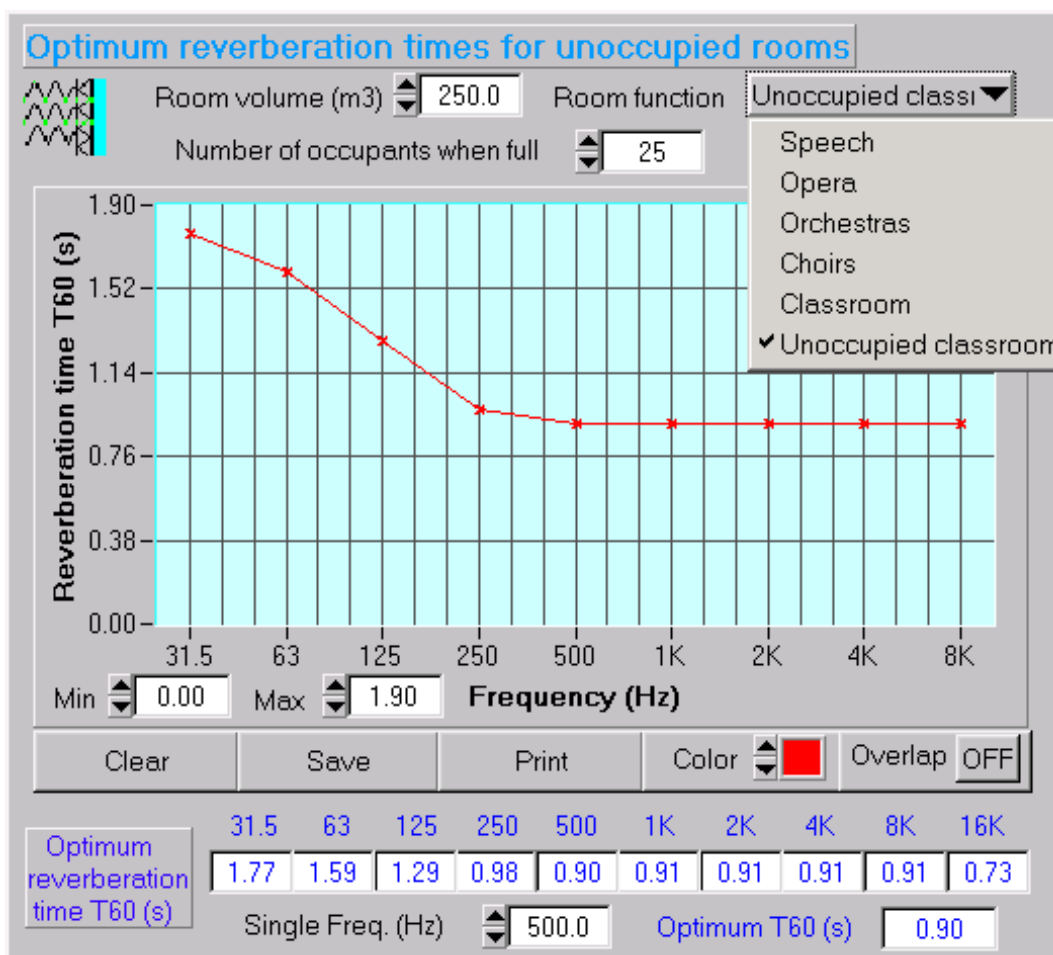 Optimum reverberation times for unoccupied rooms
Room volume (m3) 250.0 Room function Unoccupied classı
Number of occupants when full 25
Speech
Opera
Orchestras
Choirs
Classroom
Unoccupied classroom
Reverberation time T60 (s)
1.90
1.52
1.14
0.76
0.38
0.00
31.5 63 125 250 500 1K 2K 4K 8K
Min 0.00 Max 1.90 Frequency (Hz)
Clear Save Print Color Overlap OFF
31.5 63 125 250 500 1K 2K 4K 8K 16K
Optimum
reverberation
time T60 (s)
1.77 1.59 1.29 0.98 0.90 0.91 0.91 0.91 0.91 0.73
Single Freq. (Hz) 500.0 Optimum T60 (s) 0.90